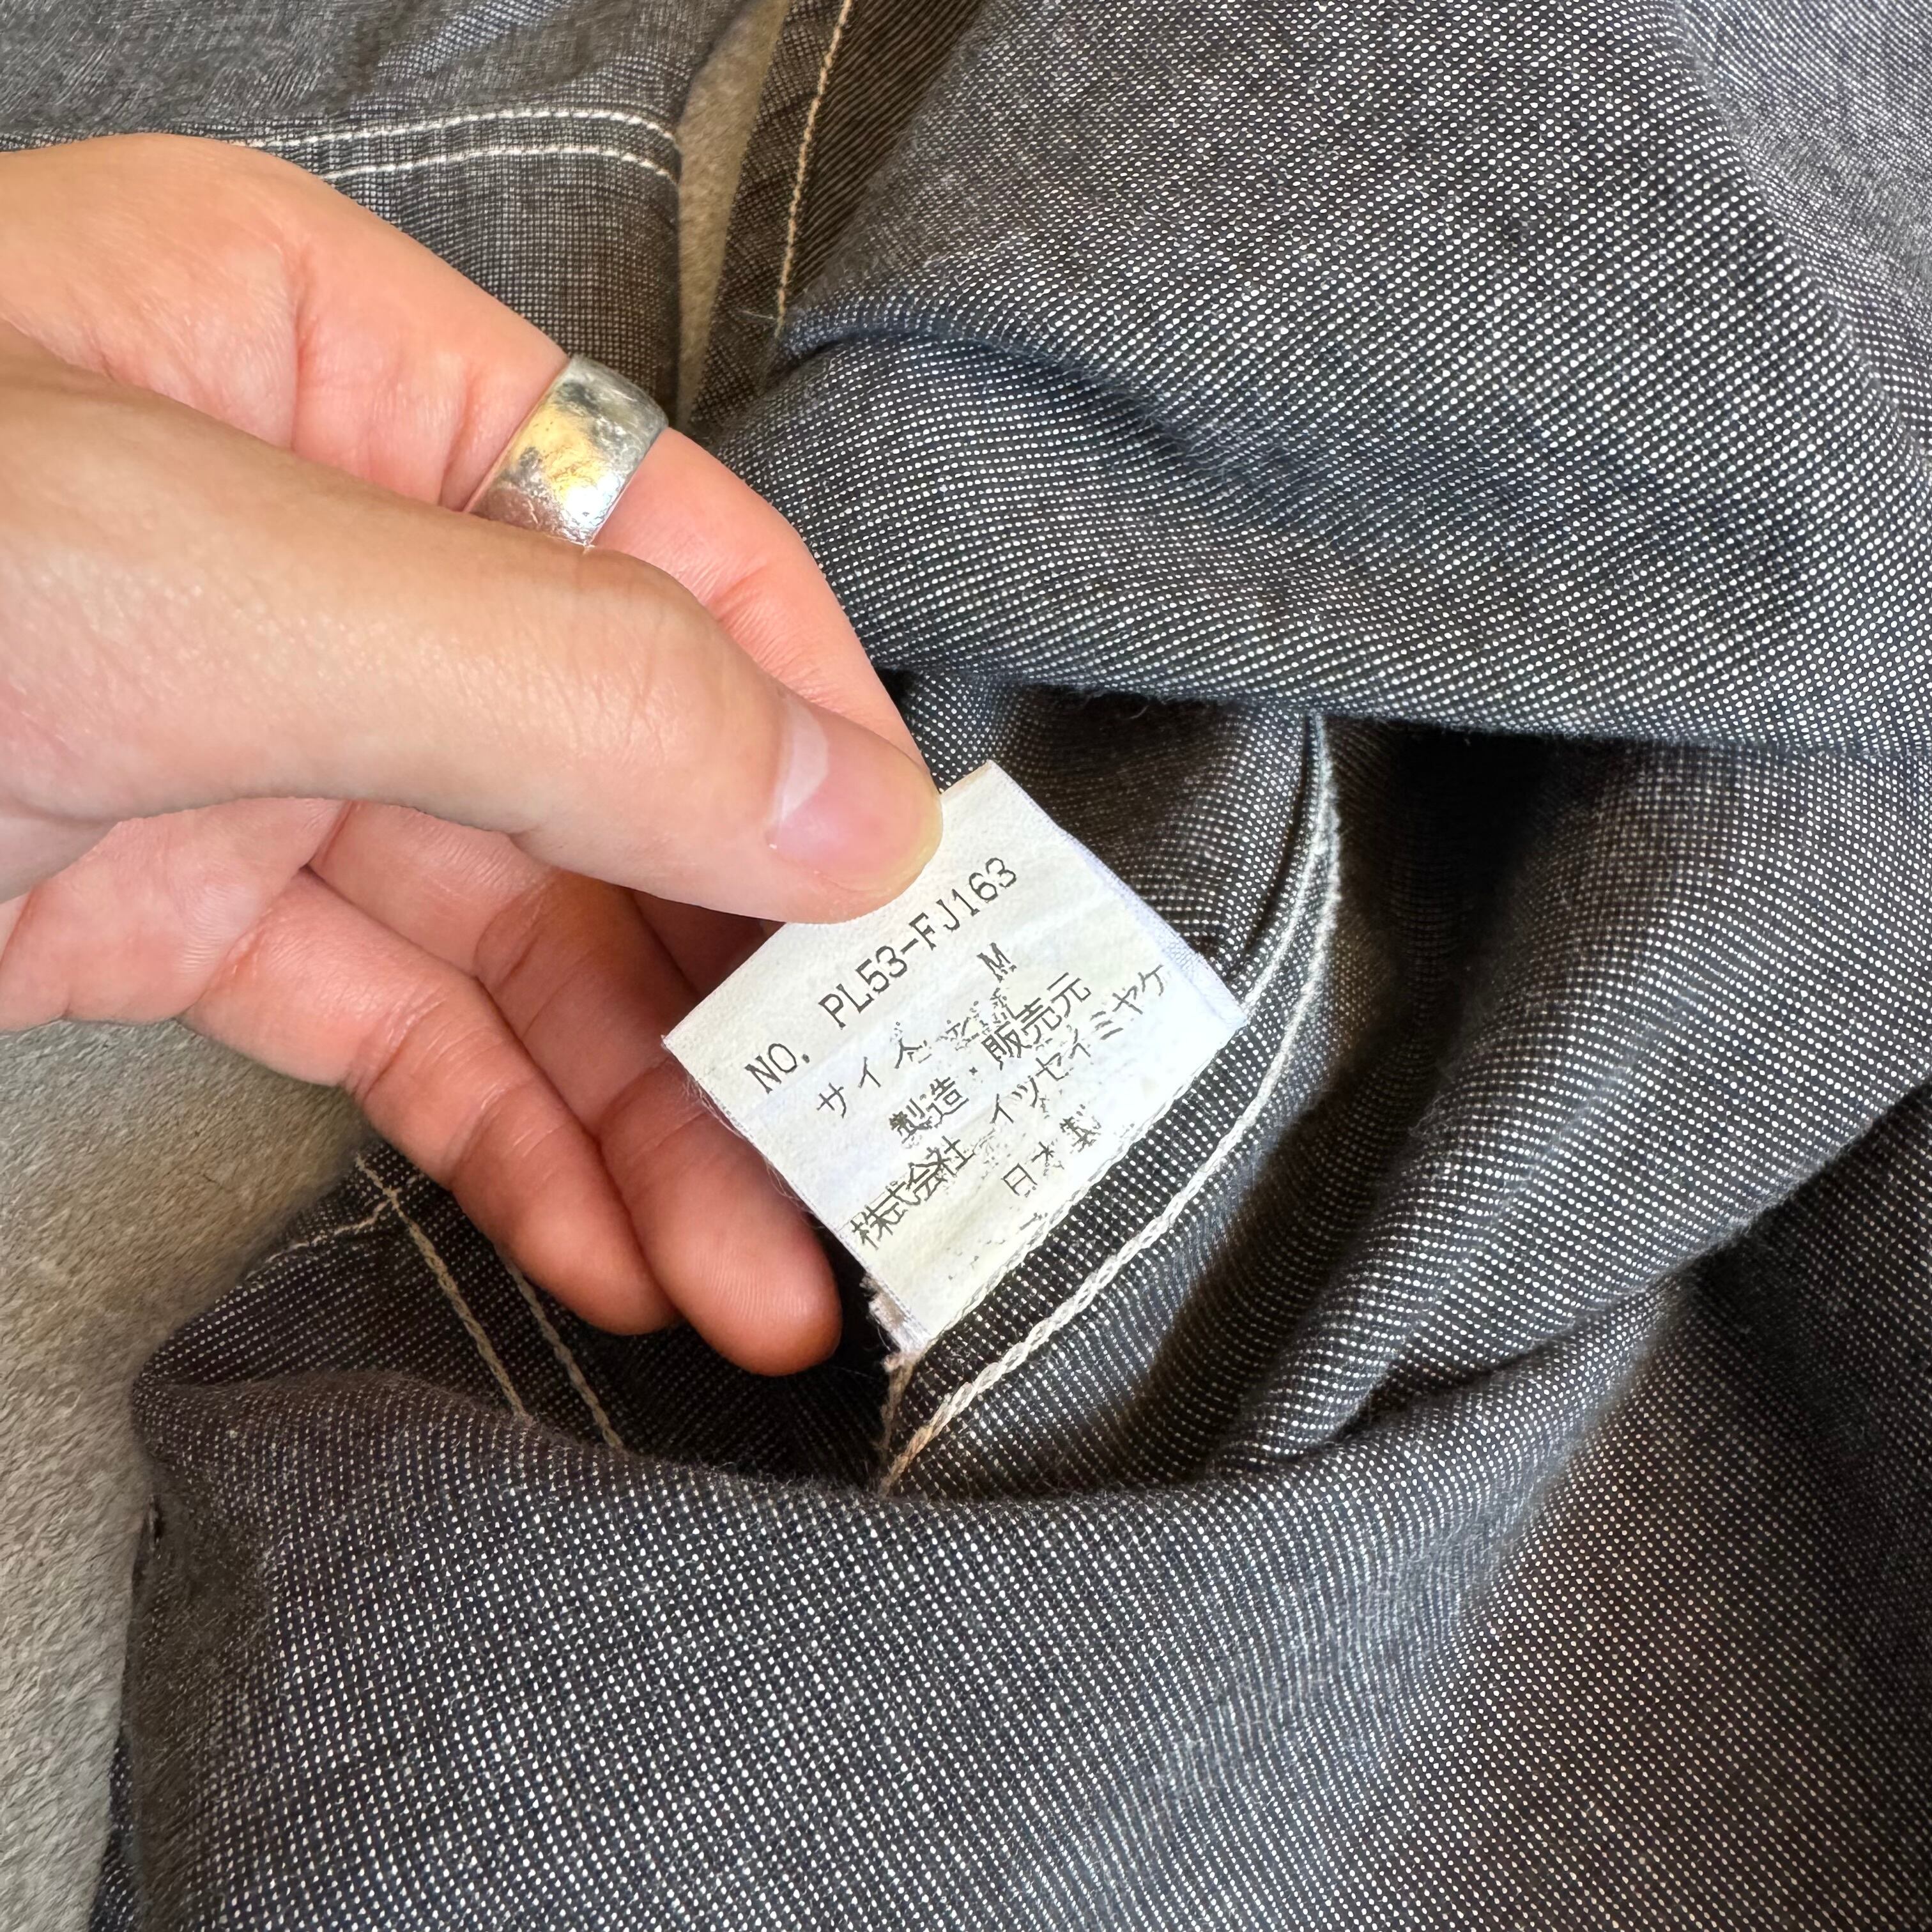 NO. PL53-FJ163
サイズ M
製造・販売元
株式会社 イッセイミヤケ
日本製